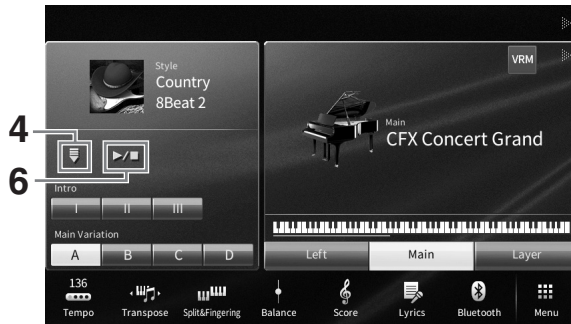 Style
Country
8Beat 2
4
6
Intro
I
II
III
Main Variation
A
B
C
D
VRM
Main
CFX Concert Grand
Left
Main
Layer
136
Tempo
Transpose
Split&Fingering
Balance
Score
Lyrics
Bluetooth
Menu